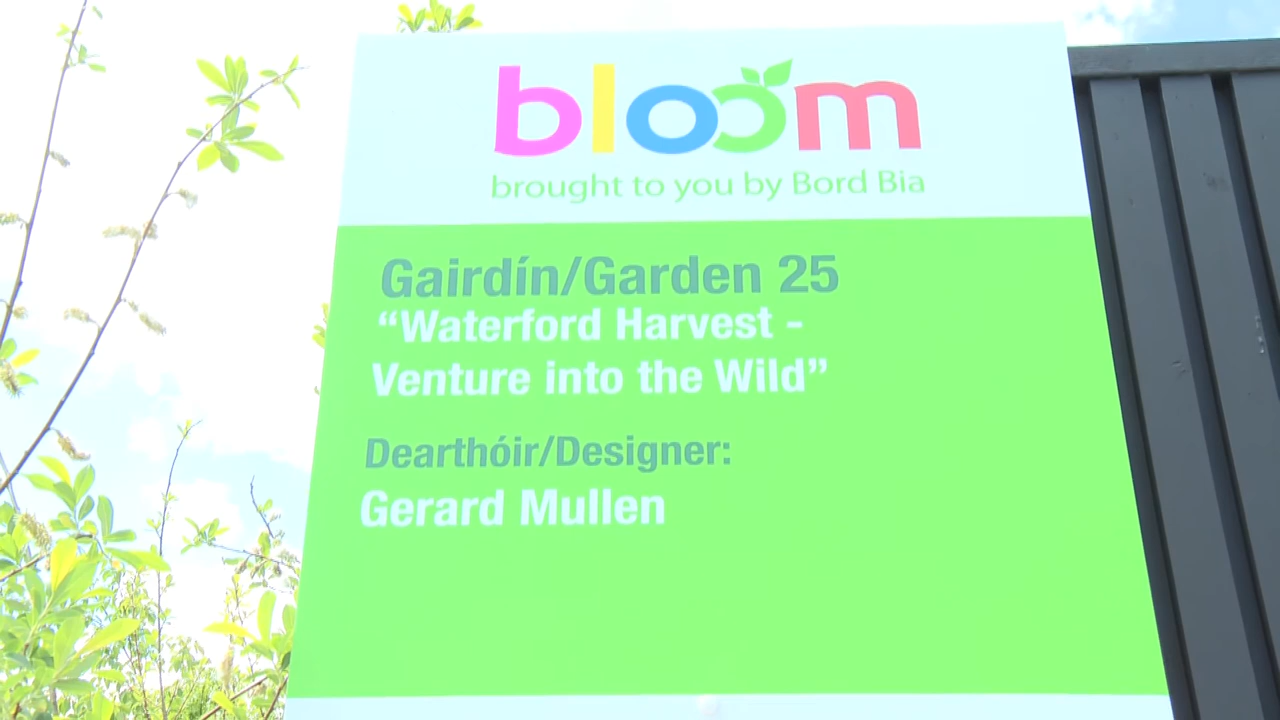 bloom
brought to you by Bord Bia
Gairdín/Garden 25
“Waterford Harvest -
Venture into the Wild”
Dearthóir/Designer:
Gerard Mullen